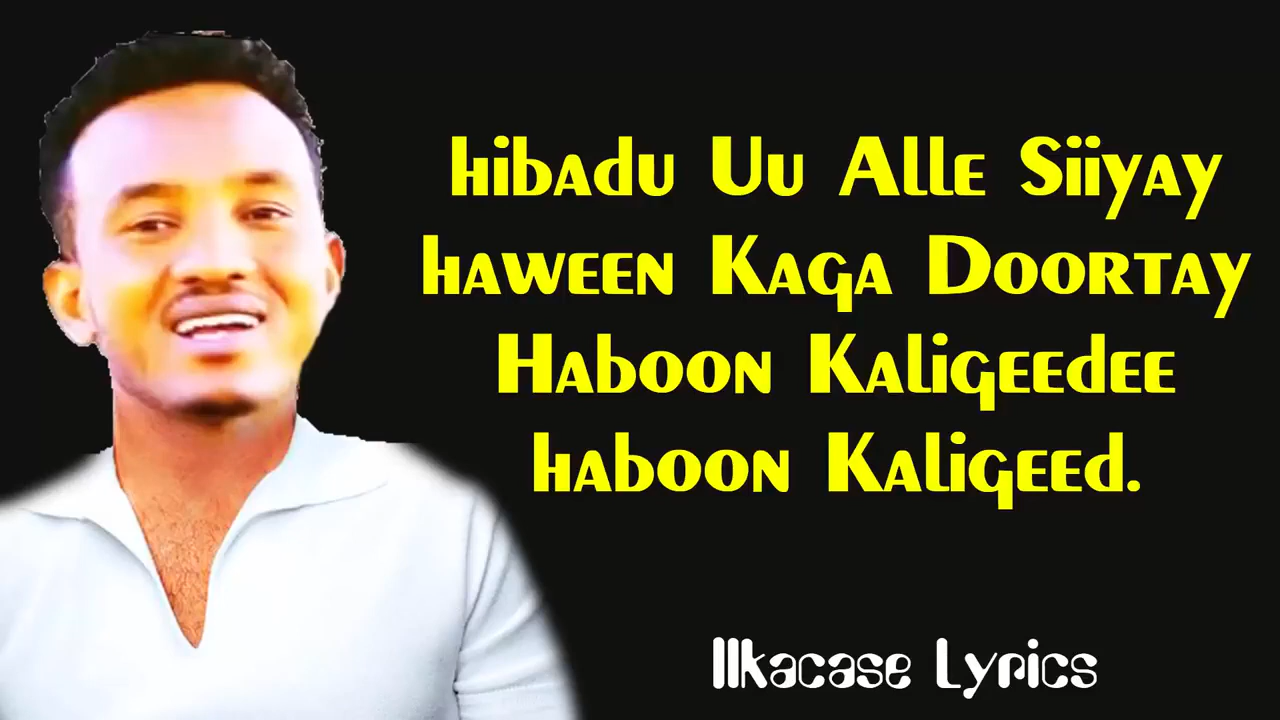 hibadu Uu Alle Siiyay
haween Kaga Doortay
Haboon Kaligeedee
haboon Kaligeed.
Ilkacase Lyrics